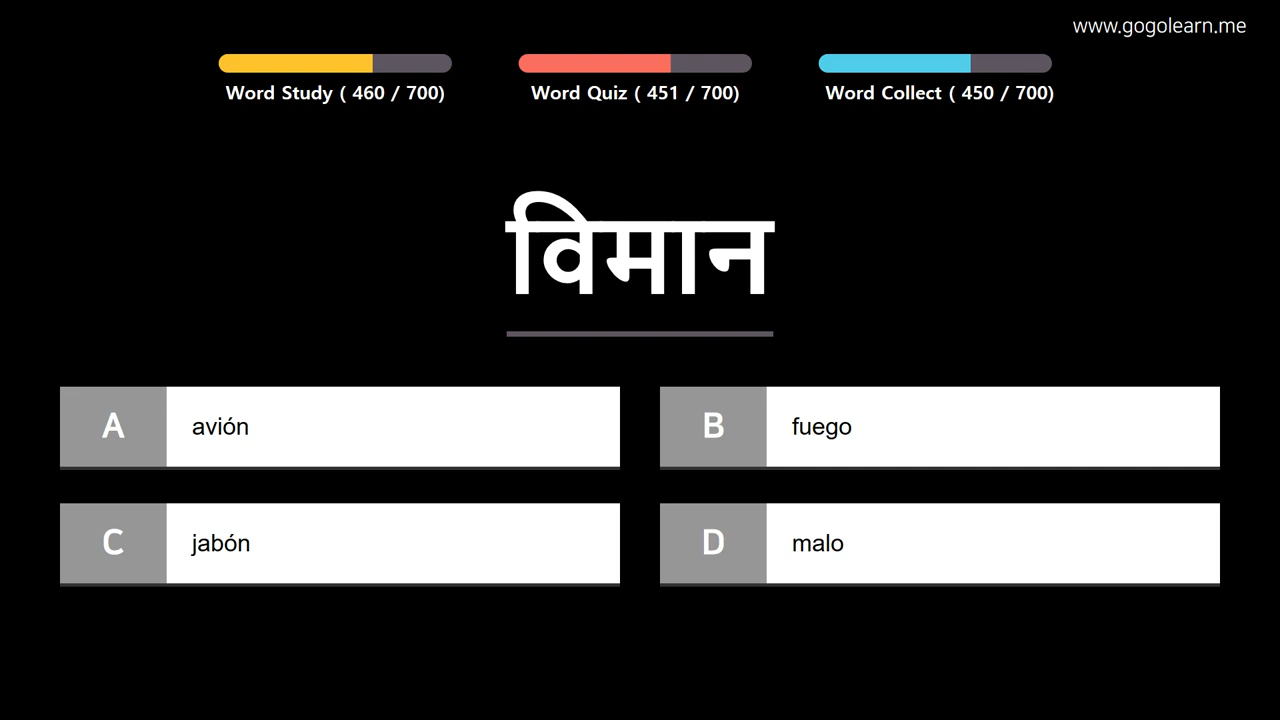 www.gogolearn.me
Word Study ( 460 / 700)
Word Quiz ( 451 / 700)
Word Collect ( 450 / 700)
विमान
A avión
B fuego
C jabón
D malo